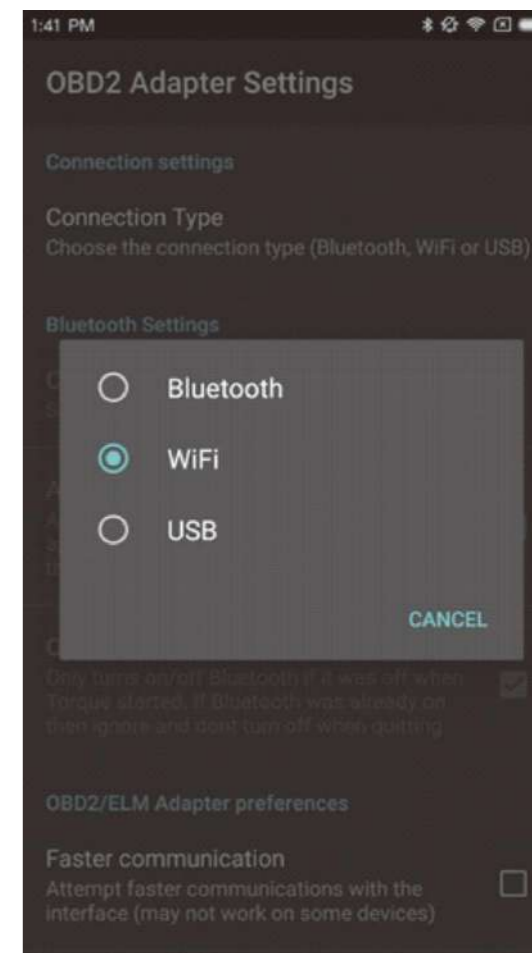 1:41 PM
OBD2 Adapter Settings
Connection settings
Connection Type
Choose the connection type (Bluetooth, WiFi or USB)
Bluetooth Settings
Bluetooth
WiFi
USB
CANCEL
Only turns on/off Bluetooth if it was off when
Torque started. If Bluetooth was already on
then ignore and dont turn off when quitting
OBD2/ELM Adapter preferences
Faster communication
Attempt faster communications with the
interface (may not work on some devices)